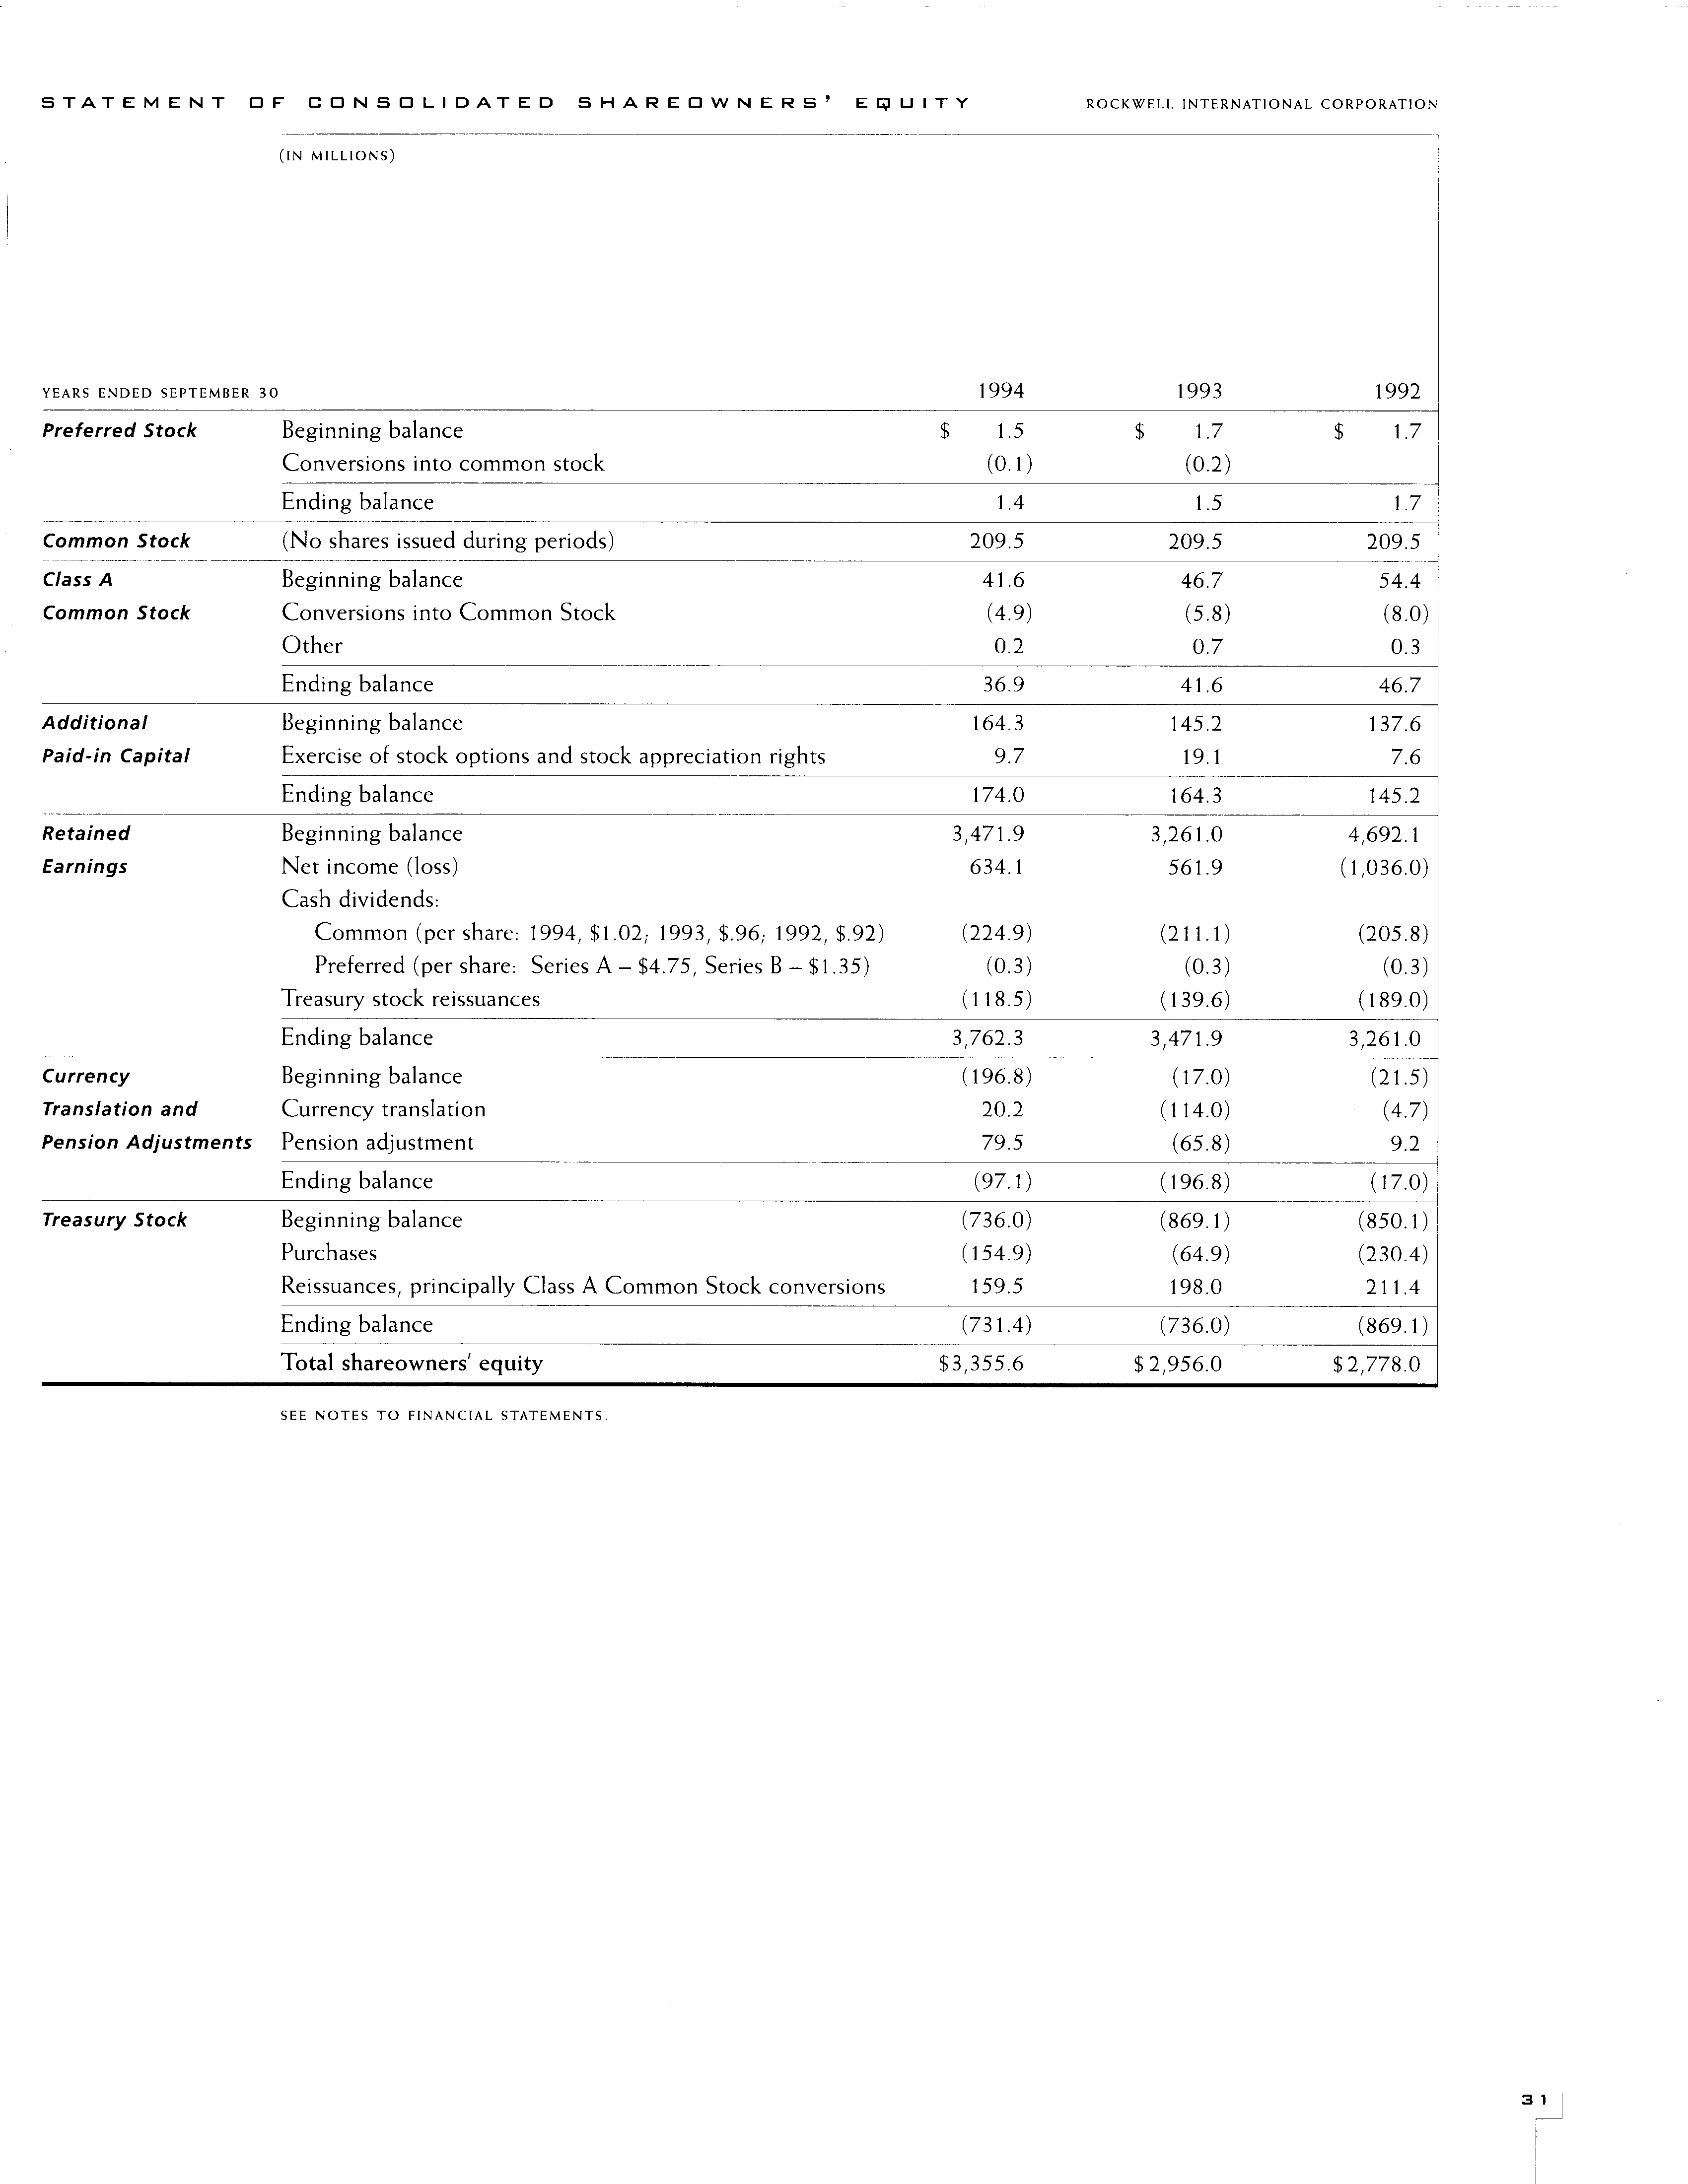 STATEMENT OF CONSOLIDATED SHAREOWNERS' EQUITY ROCKWELL INTERNATIONAL CORPORATION
(IN MILLIONS)
YEARS ENDED SEPTEMBER 30 1994 1993 1992
Preferred Stock Beginning balance $ 1.5 $ 1.7 $ 1.7
Conversions into common stock (0.1) (0.2)
Ending balance 1.4 1.5 1.7
Common Stock (No shares issued during periods) 209.5 209.5 209.5
Class A Beginning balance 41.6 46.7 54.4
Common Stock Conversions into Common Stock (4.9) (5.8) (8.0)
Other 0.2 0.7 0.3
Ending balance 36.9 41.6 46.7
Additional Beginning balance 164.3 145.2 137.6
Paid-in Capital Exercise of stock options and stock appreciation rights 9.7 19.1 7.6
Ending balance 174.0 164.3 145.2
Retained Beginning balance 3,471.9 3,261.0 4,692.1
Earnings Net income (loss) 634.1 561.9 (1,036.0)
Cash dividends:
Common (per share: 1994, $1.02; 1993, $.96; 1992, $.92) (224.9) (211.1) (205.8)
Preferred (per share: Series A – $4.75, Series B – $1.35) (0.3) (0.3) (0.3)
Treasury stock reissuances (118.5) (139.6) (189.0)
Ending balance 3,762.3 3,471.9 3,261.0
Currency Beginning balance (196.8) (17.0) (21.5)
Translation and Currency translation 20.2 (114.0) (4.7)
Pension Adjustments Pension adjustment 79.5 (65.8) 9.2
Ending balance (97.1) (196.8) (17.0)
Treasury Stock Beginning balance (736.0) (869.1) (850.1)
Purchases (154.9) (64.9) (230.4)
Reissuances, principally Class A Common Stock conversions 159.5 198.0 211.4
Ending balance (731.4) (736.0) (869.1)
Total shareowners' equity $3,355.6 $2,956.0 $2,778.0
SEE NOTES TO FINANCIAL STATEMENTS.
31